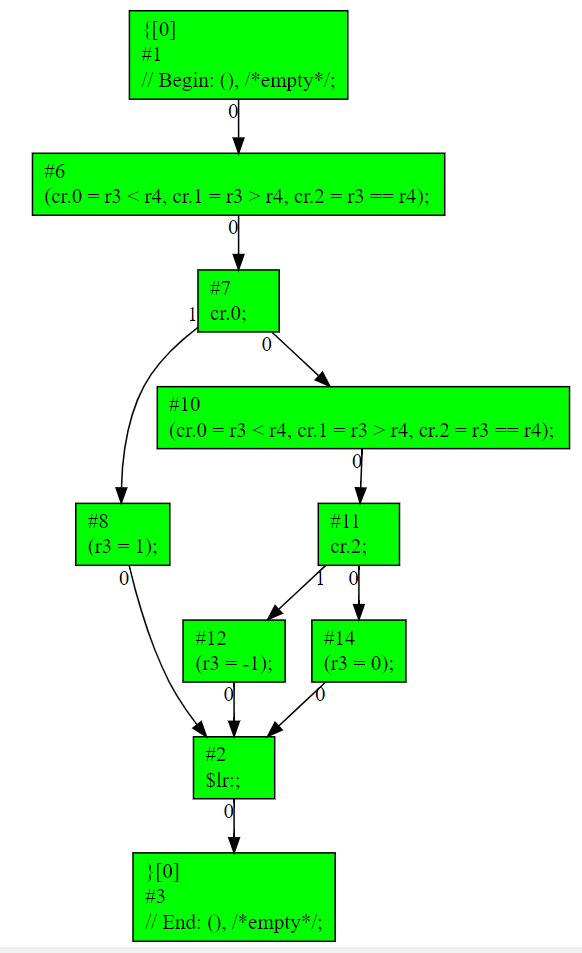 {[0]
#1
// Begin: (), /*empty*/;
0
#6
(cr.0 = r3 < r4, cr.1 = r3 > r4, cr.2 = r3 == r4);
0
#7
cr.0;
1
0
#10
(cr.0 = r3 < r4, cr.1 = r3 > r4, cr.2 = r3 == r4);
0
#8
(r3 = 1);
0
#11
cr.2;
1
0
#12
(r3 = -1);
0
#14
(r3 = 0);
0
#2
$lr:;
0
}[0]
#3
// End: (), /*empty*/;